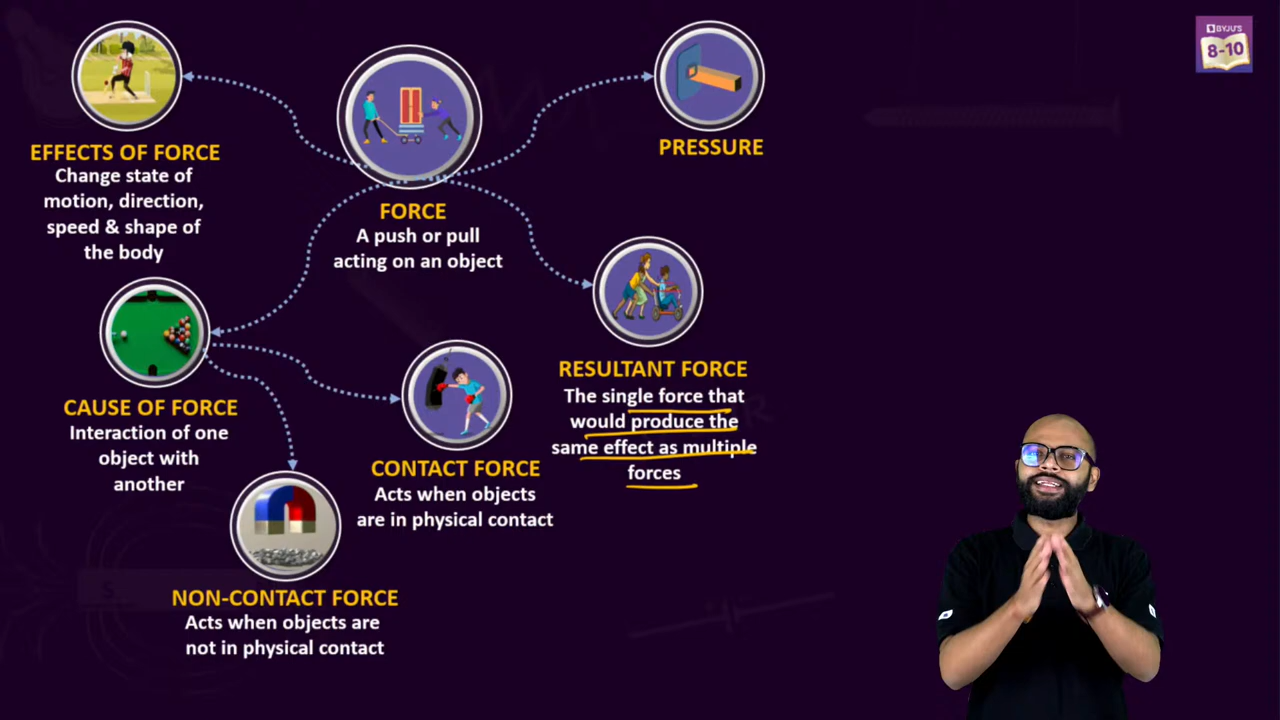 BYJU'S
8-10
EFFECTS OF FORCE
Change state of
motion, direction,
speed & shape of
the body
FORCE
A push or pull
acting on an object
PRESSURE
CAUSE OF FORCE
Interaction of one
object with
another
CONTACT FORCE
Acts when objects
are in physical contact
RESULTANT FORCE
The single force that
would produce the
same effect as multiple
forces
NON-CONTACT FORCE
Acts when objects are
not in physical contact
S